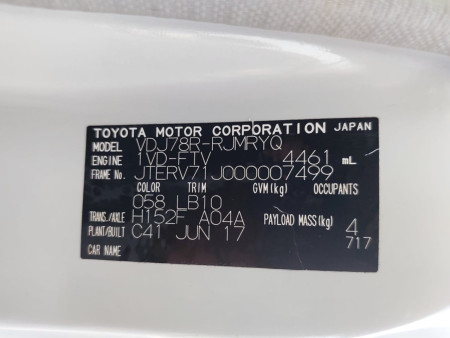 TOYOTA MOTOR CORPORATION JAPAN
MODEL VDJ78R-RJMRYQ
ENGINE 1VD-FTV 4461 mL
FRAME No. JTERV71J000007499
COLOR TRIM GVM(kg) OCCUPANTS
058 LB10
TRANS./AXLE H152F A04A PAYLOAD MASS(kg) 4
PLANT/BUILT C41 JUN 17 717
CAR NAME